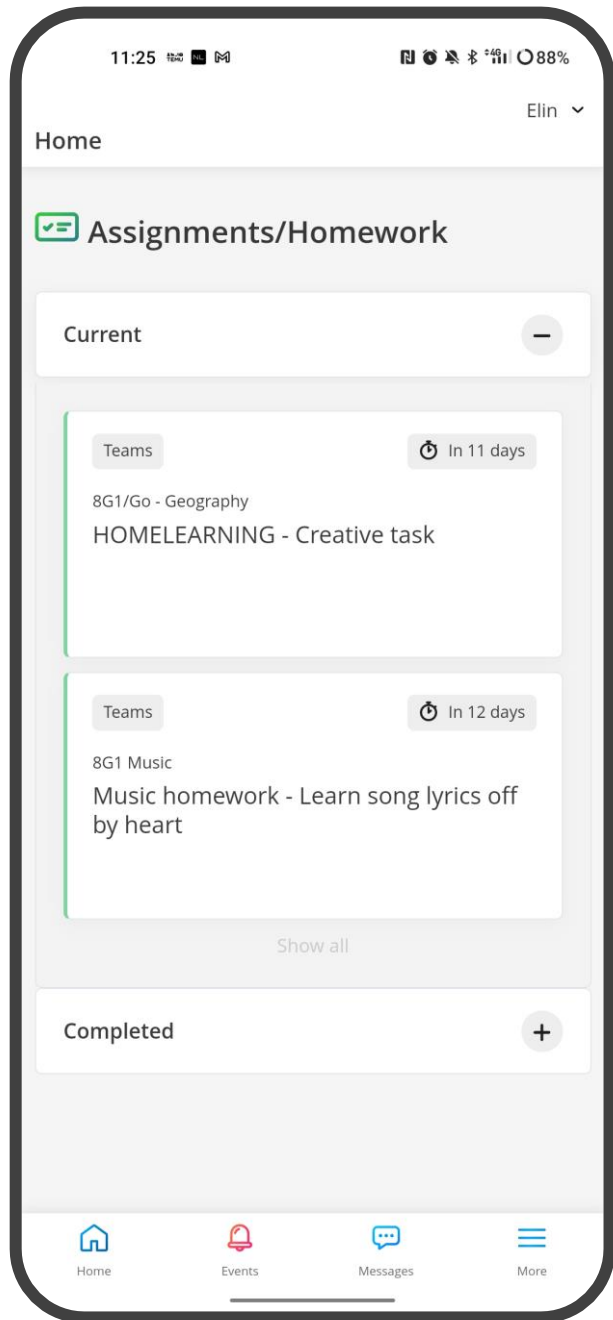 11:25
88%
Elin
Home
Assignments/Homework
Current
Teams
In 11 days
8G1/Go - Geography
HOMELEARNING - Creative task
Teams
In 12 days
8G1 Music
Music homework - Learn song lyrics off
by heart
Show all
Completed
Home
Events
Messages
More